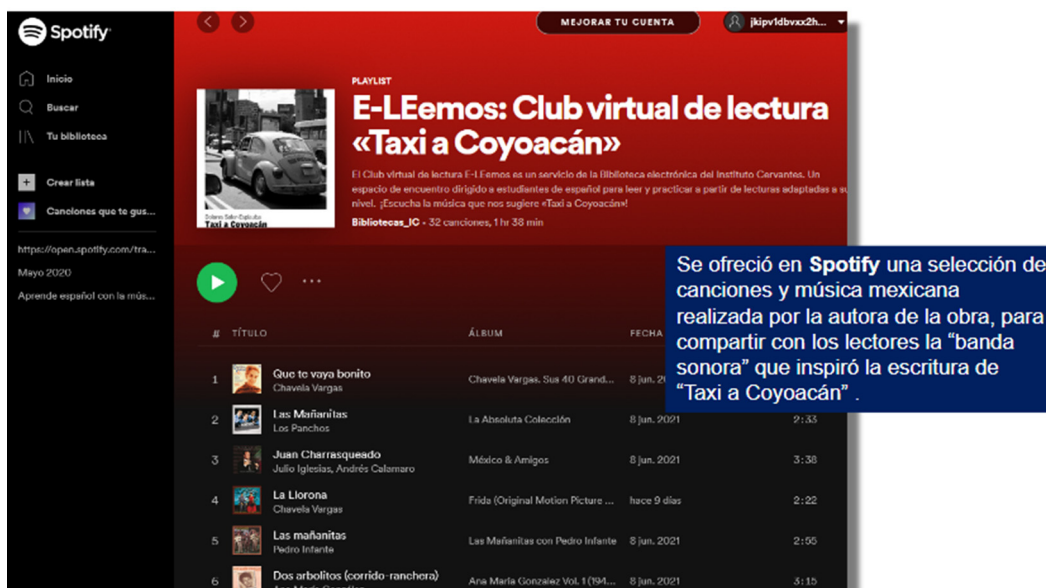 Spotify
MEJORAR TU CUENTA
jkipv1dbvxx2h...
Inicio
Buscar
Tu biblioteca
Crear lista
Canciones que te gus...
https://open.spotify.com/tra...
Mayo 2020
Aprende español con la mús...
PLAYLIST
E-LEemos: Club virtual de lectura
«Taxi a Coyoacán»
El Club virtual de lectura E-LEemos es un servicio de la Biblioteca electrónica del Instituto Cervantes. Un
espacio de encuentro dirigido a estudiantes de español para leer y practicar a partir de lecturas adaptadas a su
nivel. ¡Escucha la música que nos sugiere «Taxi a Coyoacán»!
Bibliotecas_IC • 32 canciones, 1 hr 38 min
Taxi a Coyoacán
Se ofreció en Spotify una selección de
canciones y música mexicana
realizada por la autora de la obra, para
compartir con los lectores la “banda
sonora” que inspiró la escritura de
“Taxi a Coyoacán” .
# TÍTULO ÁLBUM FECHA
1 Que te vaya bonito Chavela Vargas. Sus 40 Grand... 8 jun. 20
Chavela Vargas
2 Las Mañanitas La Absoluta Colección 8 jun. 2021 2:33
Los Panchos
3 Juan Charrasqueado México & Amigos 8 jun. 2021 3:38
Julio Iglesias, Andrés Calamaro
4 La Llorona Frida (Original Motion Picture ... hace 9 días 2:22
Chavela Vargas
5 Las mañanitas Las Mañanitas con Pedro Infante 8 jun. 2021 2:55
Pedro Infante
6 Dos arbolitos (corrido-ranchera) Ana María Gonzalez Vol. 1 (194... 8 jun. 2021 3:15